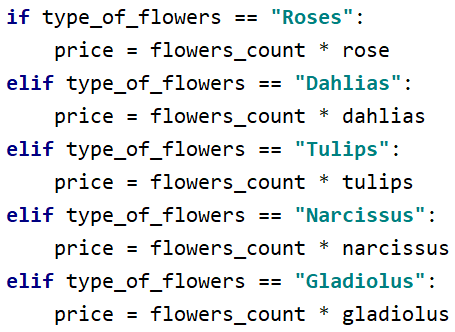 if type_of_flowers == "Roses":
    price = flowers_count * rose
elif type_of_flowers == "Dahlias":
    price = flowers_count * dahlias
elif type_of_flowers == "Tulips":
    price = flowers_count * tulips
elif type_of_flowers == "Narcissus":
    price = flowers_count * narcissus
elif type_of_flowers == "Gladiolus":
    price = flowers_count * gladiolus